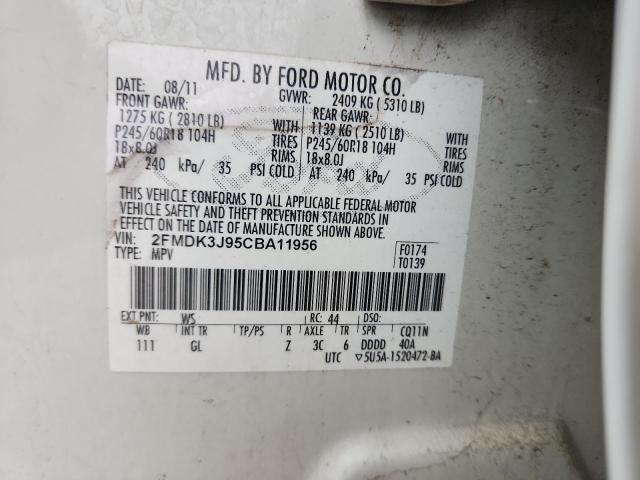 MFD. BY FORD MOTOR CO.
DATE: 08/11 GVWR: 2409 KG (5310 LB)
FRONT GAWR: REAR GAWR:
1275 KG (2810 LB) WITH 1139 KG (2510 LB) WITH
P245/60R18 104H TIRES P245/60R18 104H TIRES
18x8.0J RIMS 18x8.0J RIMS
AT 240 kPa/ 35 PSI COLD AT 240 kPa/ 35 PSI COLD
THIS VEHICLE CONFORMS TO ALL APPLICABLE FEDERAL MOTOR
VEHICLE SAFETY AND THEFT PREVENTION STANDARDS IN
EFFECT ON THE DATE OF MANUFACTURE SHOWN ABOVE.
VIN: 2FMDK3J95CBA11956 F0174
TYPE: MPV T0139
EXT PNT: WS RC: 44 DSO:
WB INT TR TP/PS R AXLE TR SPR CQ11N
111 GL Z 3C 6 DDDD 40A
UTC ▽5U5A-1520472-BA